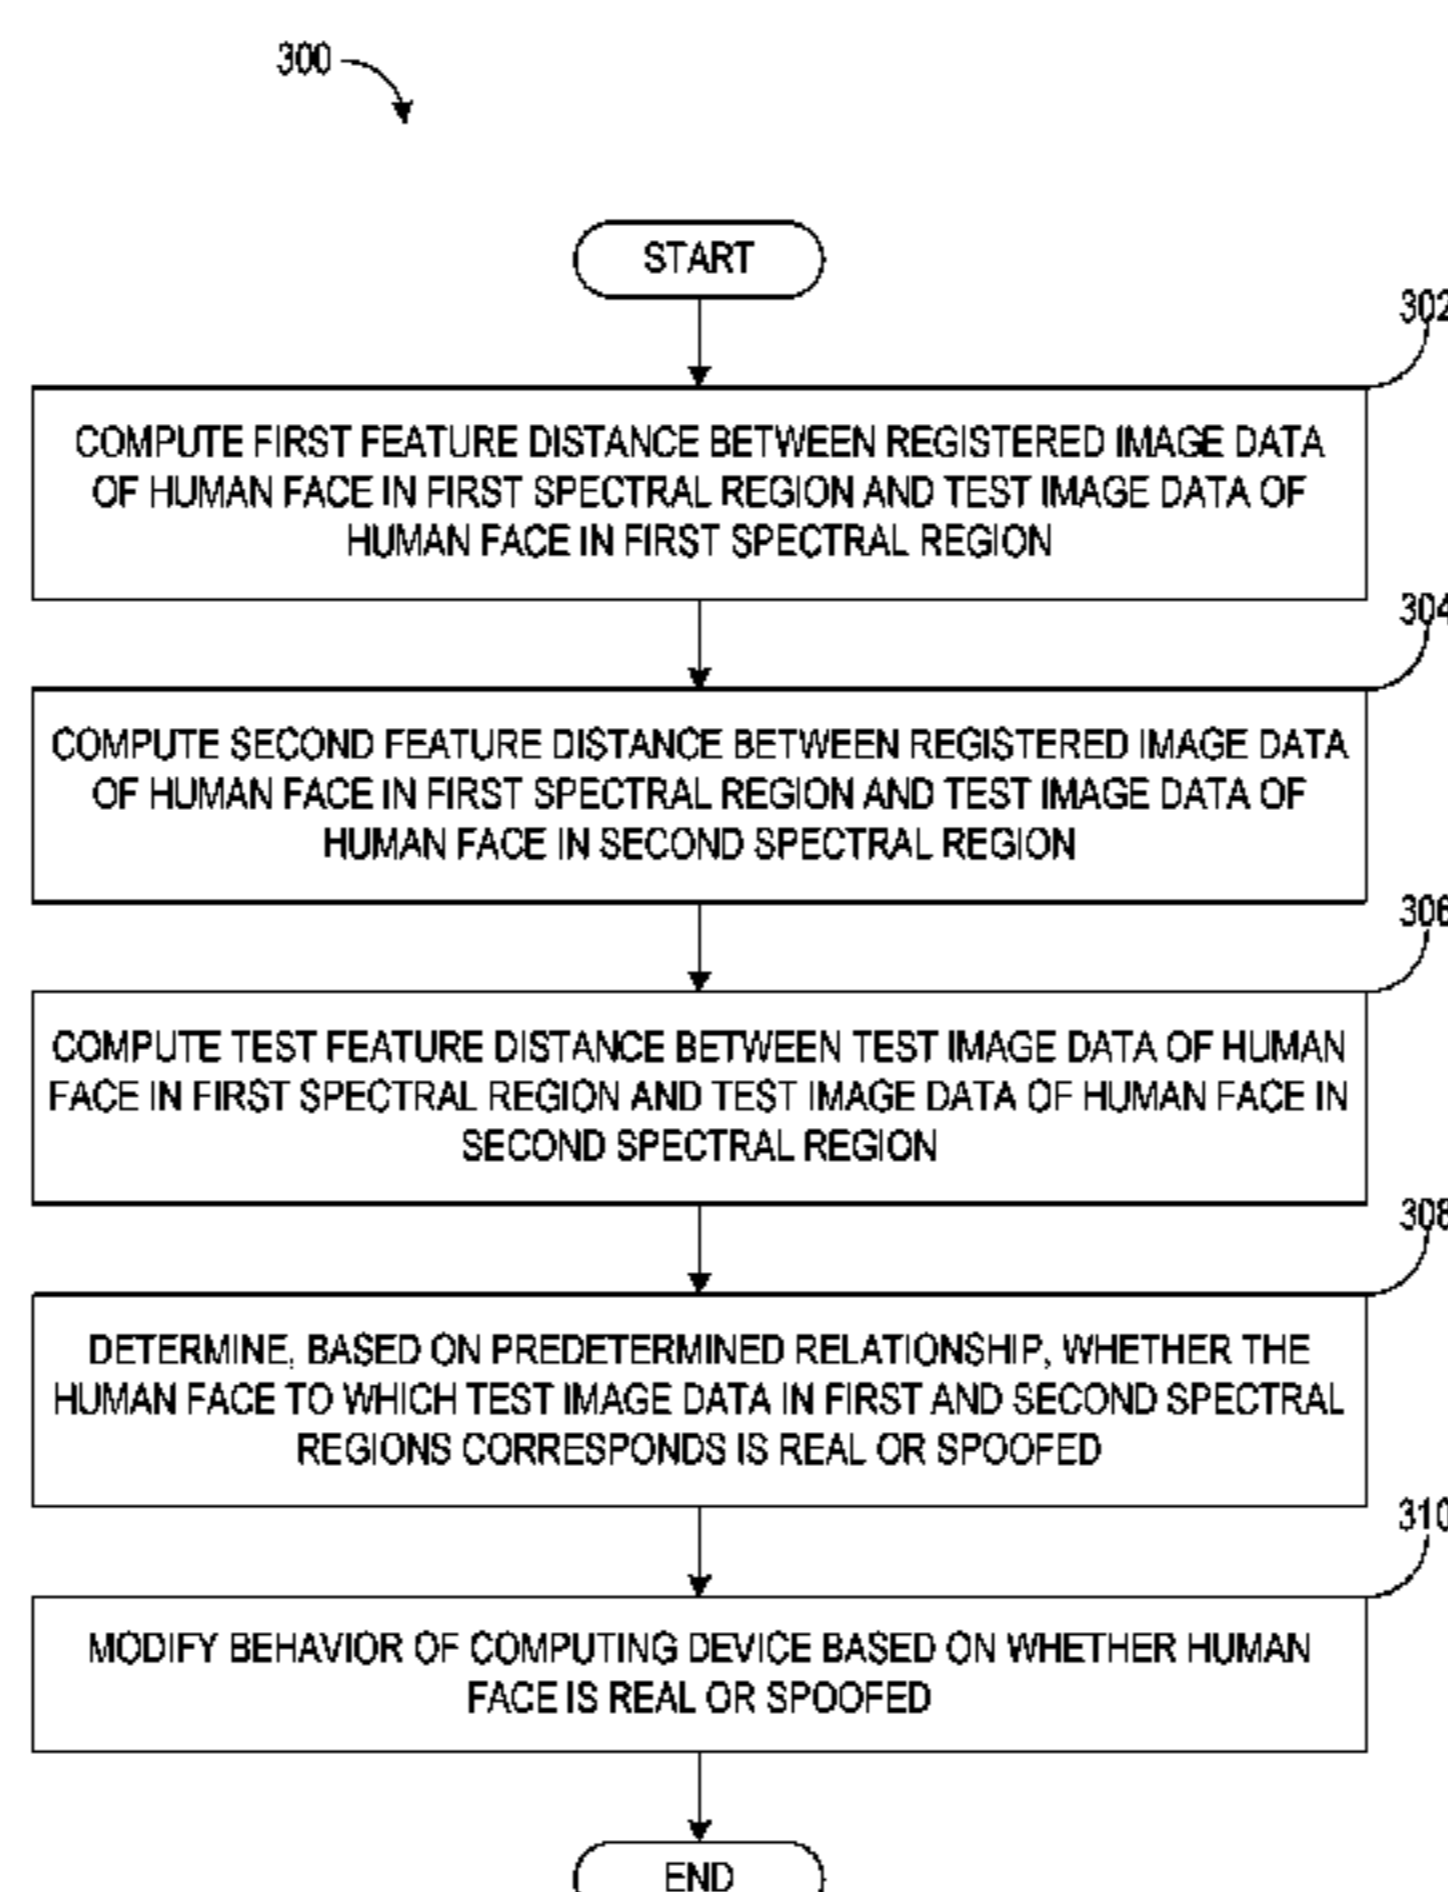 300
START
302
COMPUTE FIRST FEATURE DISTANCE BETWEEN REGISTERED IMAGE DATA
OF HUMAN FACE IN FIRST SPECTRAL REGION AND TEST IMAGE DATA OF
HUMAN FACE IN FIRST SPECTRAL REGION
304
COMPUTE SECOND FEATURE DISTANCE BETWEEN REGISTERED IMAGE DATA
OF HUMAN FACE IN FIRST SPECTRAL REGION AND TEST IMAGE DATA OF
HUMAN FACE IN SECOND SPECTRAL REGION
306
COMPUTE TEST FEATURE DISTANCE BETWEEN TEST IMAGE DATA OF HUMAN
FACE IN FIRST SPECTRAL REGION AND TEST IMAGE DATA OF HUMAN FACE IN
SECOND SPECTRAL REGION
308
DETERMINE, BASED ON PREDETERMINED RELATIONSHIP, WHETHER THE
HUMAN FACE TO WHICH TEST IMAGE DATA IN FIRST AND SECOND SPECTRAL
REGIONS CORRESPONDS IS REAL OR SPOOFED
310
MODIFY BEHAVIOR OF COMPUTING DEVICE BASED ON WHETHER HUMAN
FACE IS REAL OR SPOOFED
END